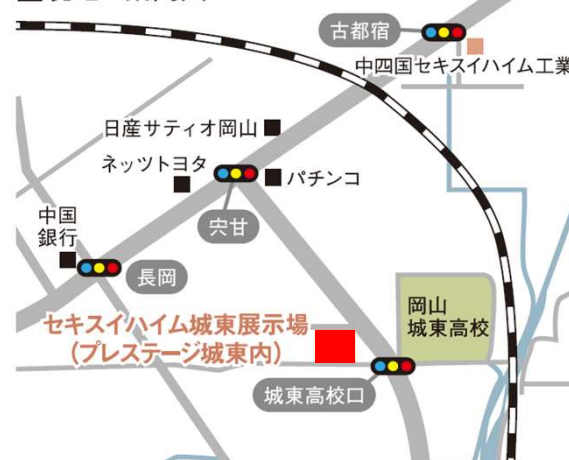 古都宿
中四国セキスイハイム工業
日産サティオ岡山
ネッツトヨタ
パチンコ
宍甘
中国
銀行
長岡
岡山
城東高校
セキスイハイム城東展示場
(プレステージ城東内)
城東高校口